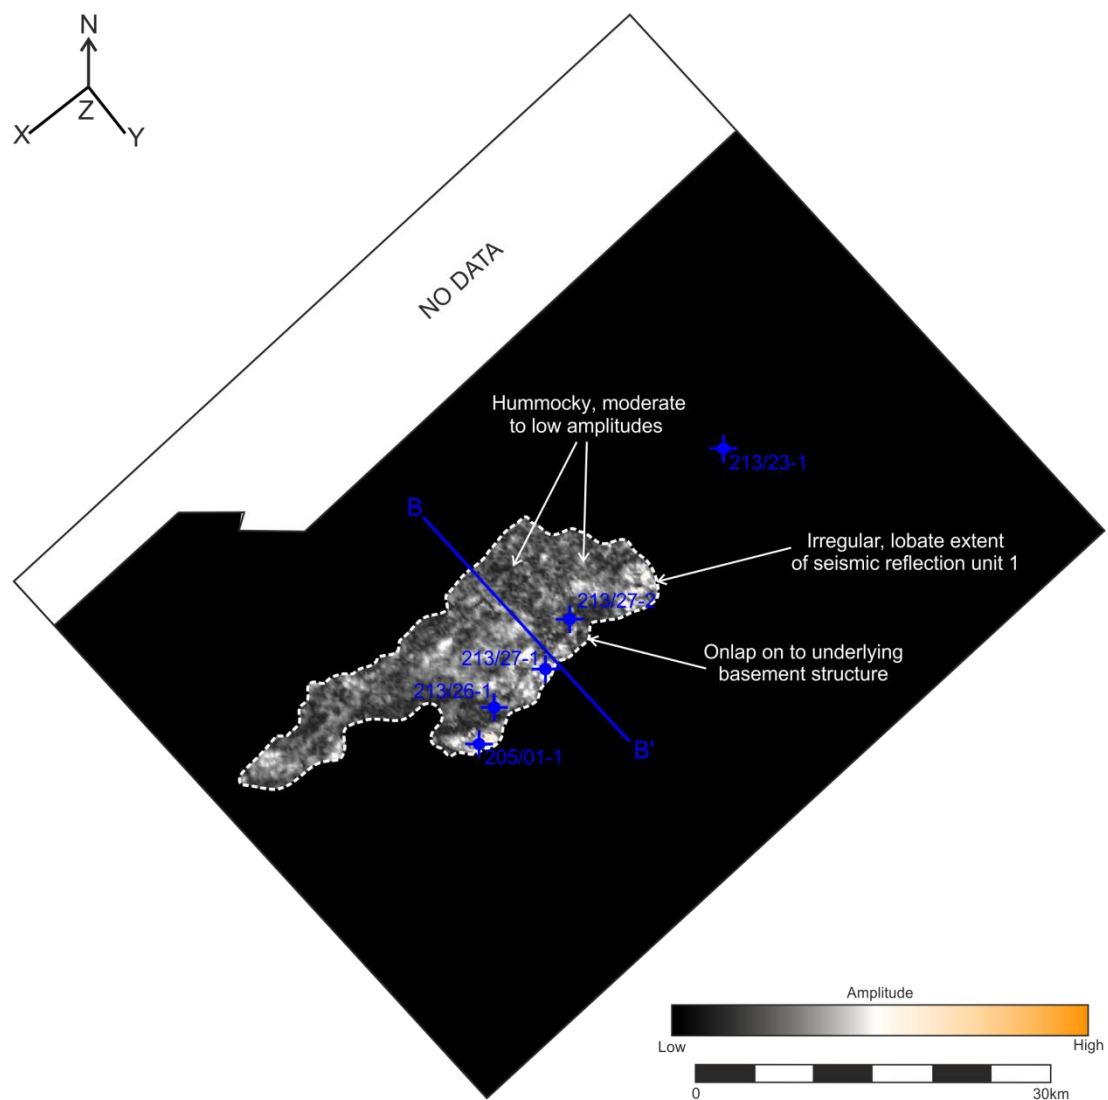 N
X
Z
Y
NO DATA
Hummocky, moderate
to low amplitudes
213/23-1
B
Irregular, lobate extent
of seismic reflection unit 1
213/27-2
Onlap on to underlying
basement structure
213/27-1
213/26-1
B'
205/01-1
Amplitude
Low
High
0
30km